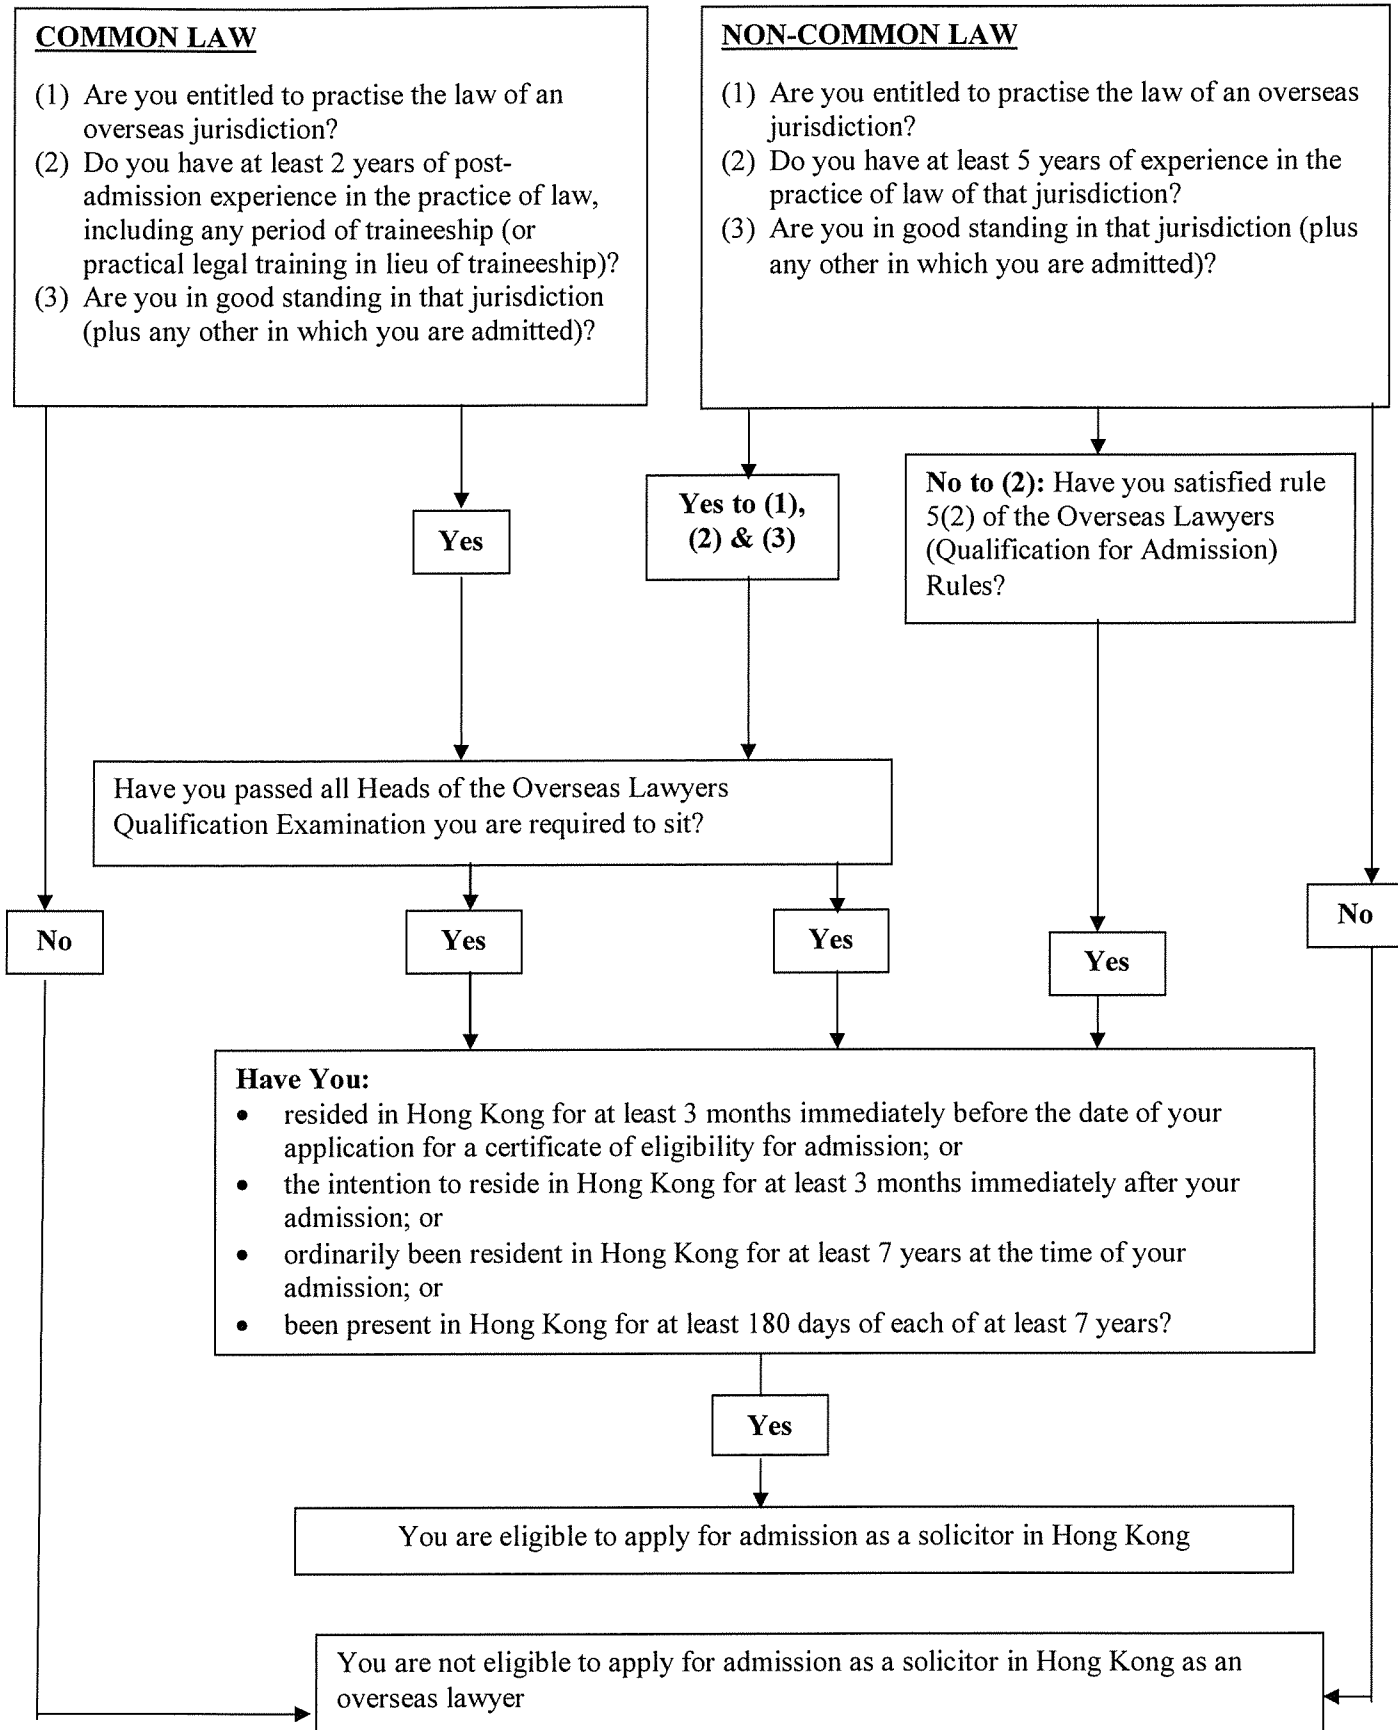 COMMON LAW
(1) Are you entitled to practise the law of an
overseas jurisdiction?
(2) Do you have at least 2 years of post-
admission experience in the practice of law,
including any period of traineeship (or
practical legal training in lieu of traineeship)?
(3) Are you in good standing in that jurisdiction
(plus any other in which you are admitted)?
NON-COMMON LAW
(1) Are you entitled to practise the law of an overseas
jurisdiction?
(2) Do you have at least 5 years of experience in the
practice of law of that jurisdiction?
(3) Are you in good standing in that jurisdiction (plus
any other in which you are admitted)?
Yes
Yes to (1),
(2) & (3)
No to (2): Have you satisfied rule
5(2) of the Overseas Lawyers
(Qualification for Admission)
Rules?
Have you passed all Heads of the Overseas Lawyers
Qualification Examination you are required to sit?
No
Yes
Yes
Yes
No
Have You:
• resided in Hong Kong for at least 3 months immediately before the date of your
application for a certificate of eligibility for admission; or
• the intention to reside in Hong Kong for at least 3 months immediately after your
admission; or
• ordinarily been resident in Hong Kong for at least 7 years at the time of your
admission; or
• been present in Hong Kong for at least 180 days of each of at least 7 years?
Yes
You are eligible to apply for admission as a solicitor in Hong Kong
You are not eligible to apply for admission as a solicitor in Hong Kong as an
overseas lawyer